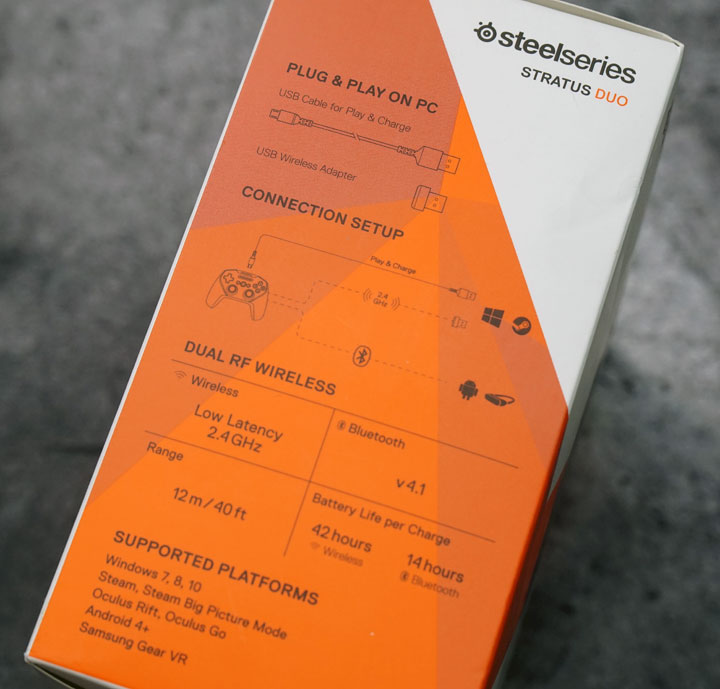 steelseries
STRATUS DUO
PLUG & PLAY ON PC
USB Cable for Play & Charge
USB Wireless Adapter
CONNECTION SETUP
Play & Charge
2.4
GHz
DUAL RF WIRELESS
Wireless
Low Latency
2.4GHz
Bluetooth
v4.1
Range
12m/40ft
Battery Life per Charge
42 hours
Wireless
14 hours
Bluetooth
SUPPORTED PLATFORMS
Windows 7, 8, 10
Steam, Steam Big Picture Mode
Oculus Rift, Oculus Go
Android 4+
Samsung Gear VR